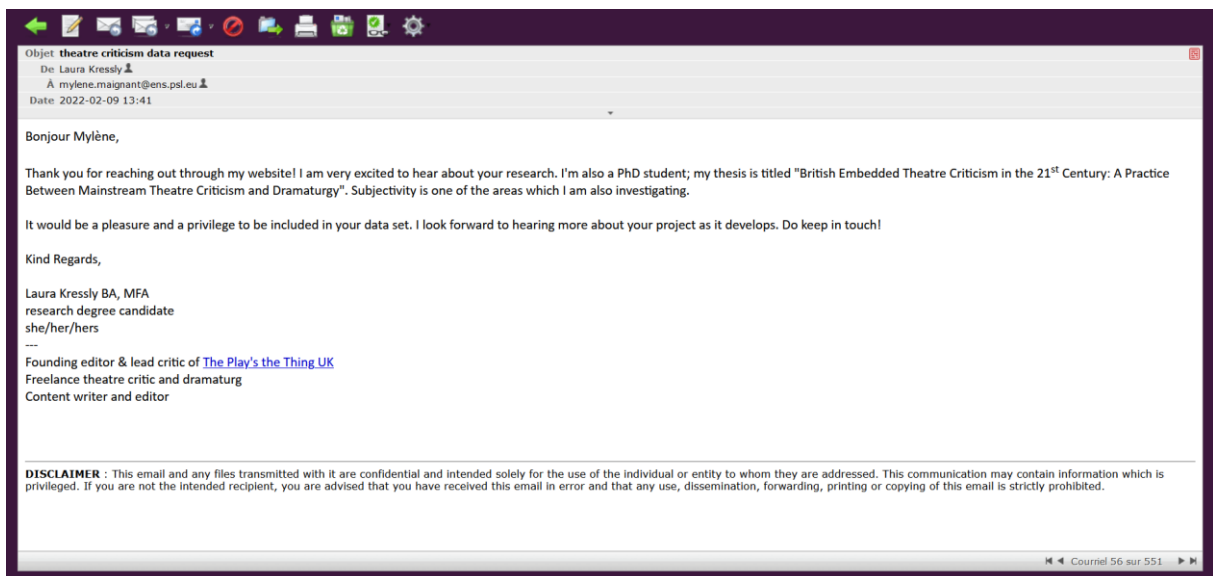 Objet theatre criticism data request
De Laura Kressly
À mylene.maignant@ens.psl.eu
Date 2022-02-09 13:41
Bonjour Mylène,
Thank you for reaching out through my website! I am very excited to hear about your research. I'm also a PhD student; my thesis is titled "British Embedded Theatre Criticism in the 21st Century: A Practice
Between Mainstream Theatre Criticism and Dramaturgy". Subjectivity is one of the areas which I am also investigating.
It would be a pleasure and a privilege to be included in your data set. I look forward to hearing more about your project as it develops. Do keep in touch!
Kind Regards,
Laura Kressly BA, MFA
research degree candidate
she/her/hers
---
Founding editor & lead critic of The Play's the Thing UK
Freelance theatre critic and dramaturg
Content writer and editor
DISCLAIMER : This email and any files transmitted with it are confidential and intended solely for the use of the individual or entity to whom they are addressed. This communication may contain information which is
privileged. If you are not the intended recipient, you are advised that you have received this email in error and that any use, dissemination, forwarding, printing or copying of this email is strictly prohibited.
Courriel 56 sur 551